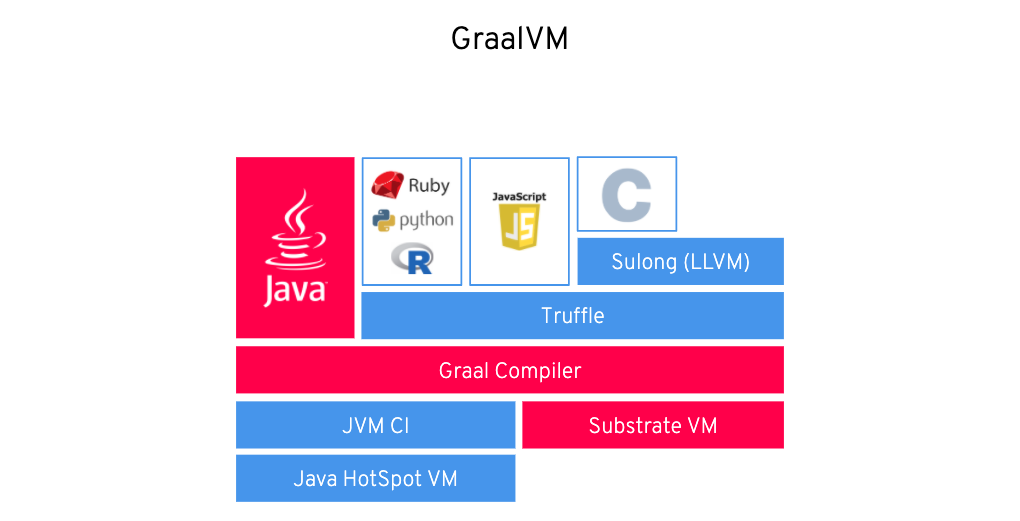 GraalVM
Java
Ruby
python
R
JavaScript
JS
C
Sulong (LLVM)
Truffle
Graal Compiler
JVM CI
Substrate VM
Java HotSpot VM